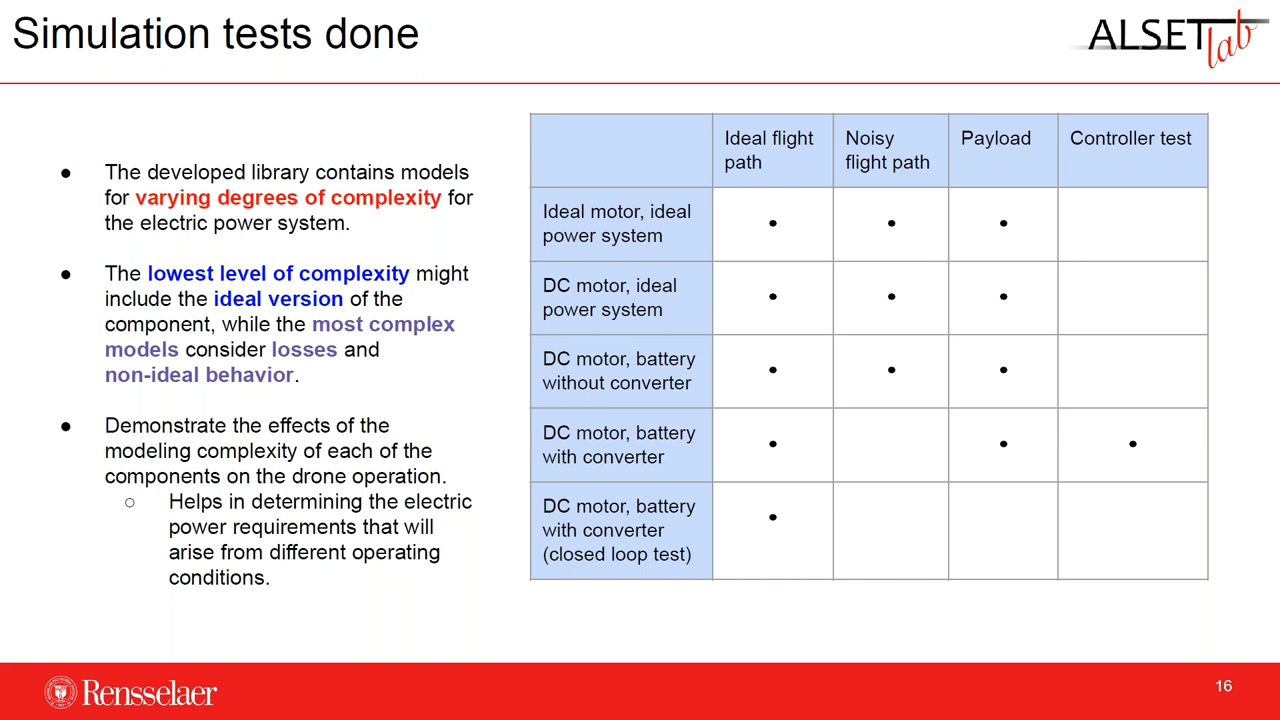 Simulation tests done
ALSET lab
● The developed library contains models
for varying degrees of complexity for
the electric power system.
● The lowest level of complexity might
include the ideal version of the
component, while the most complex
models consider losses and
non-ideal behavior.
● Demonstrate the effects of the
modeling complexity of each of the
components on the drone operation.
○ Helps in determining the electric
power requirements that will
arise from different operating
conditions.
Ideal flight
path
Noisy
flight path
Payload
Controller test
Ideal motor, ideal
power system
• • •
DC motor, ideal
power system
• • •
DC motor, battery
without converter
• • •
DC motor, battery
with converter
• • •
DC motor, battery
with converter
(closed loop test)
•
Rensselaer
16